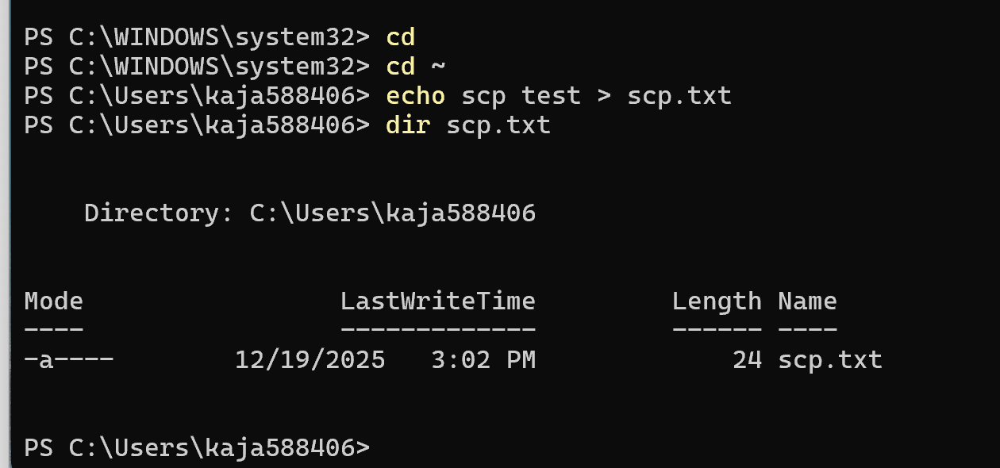 PS C:\WINDOWS\system32> cd
PS C:\WINDOWS\system32> cd ~
PS C:\Users\kaja588406> echo scp test > scp.txt
PS C:\Users\kaja588406> dir scp.txt
Directory: C:\Users\kaja588406
Mode                 LastWriteTime         Length Name
----                 -------------         ------ ----
-a----        12/19/2025   3:02 PM             24 scp.txt
PS C:\Users\kaja588406>